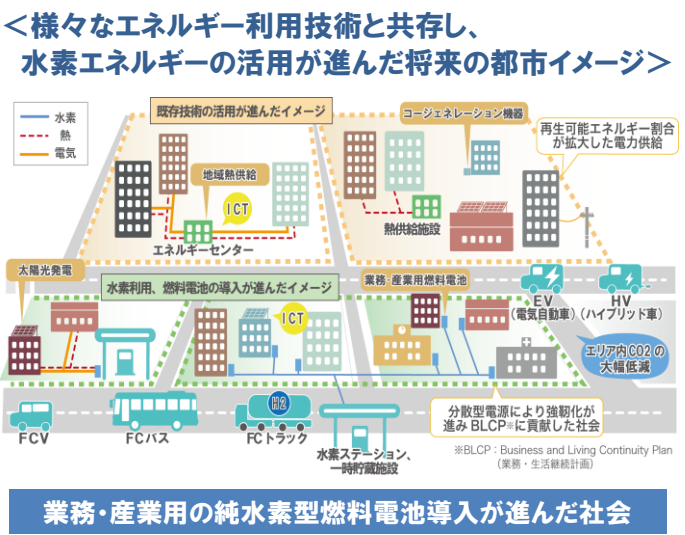 ＜様々なエネルギー利用技術と共存し、
水素エネルギーの活用が進んだ将来の都市イメージ＞
水素
熱
電気
既存技術の活用が進んだイメージ
コージェネレーション機器
再生可能エネルギー割合
が拡大した電力供給
地域熱供給
ICT
エネルギーセンター
熱供給施設
太陽光発電
水素利用、燃料電池の導入が進んだイメージ
業務・産業用燃料電池
EV
（電気自動車）
HV
（ハイブリッド車）
ICT
エリア内CO2の
大幅低減
H2
FCV
FCバス
FCトラック
水素ステーション、
一時貯蔵施設
分散型電源により強靭化が
進みBLCP※に貢献した社会
※BLCP：Business and Living Continuity Plan
（業務・生活継続計画）
業務・産業用の純水素型燃料電池導入が進んだ社会